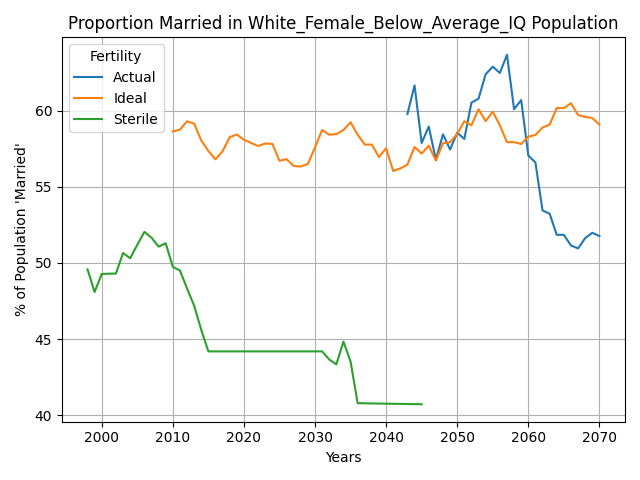 Proportion Married in White_Female_Below_Average_IQ Population
Fertility
Actual
Ideal
Sterile
% of Population 'Married'
60
55
50
45
40
2000 2010 2020 2030 2040 2050 2060 2070
Years